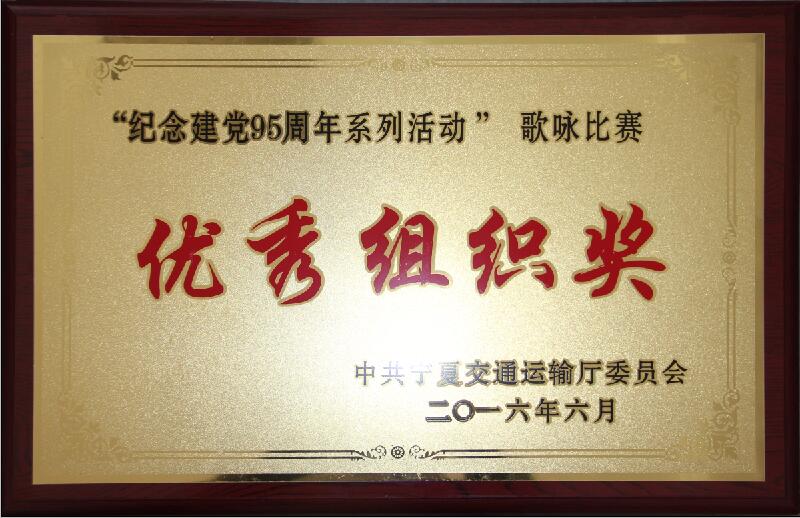 “纪念建党95周年系列活动” 歌咏比赛
优秀组织奖
中共宁夏交通运输厅委员会
二〇一六年六月